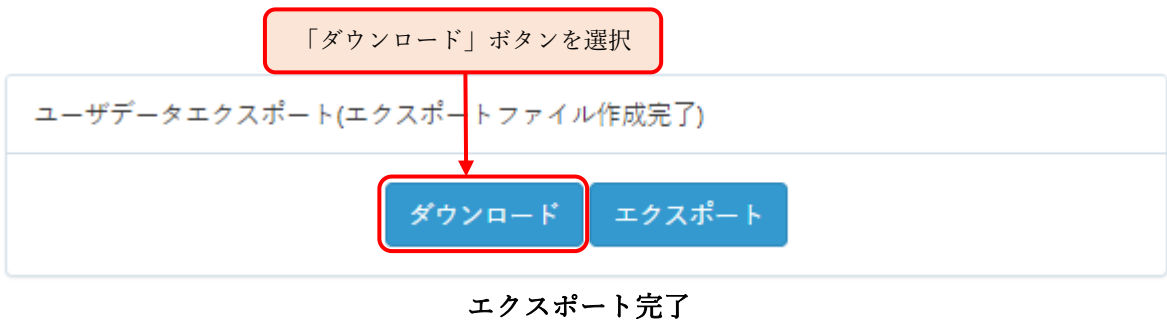 「ダウンロード」ボタンを選択
ユーザデータエクスポート(エクスポートファイル作成完了)
ダウンロード エクスポート
エクスポート完了